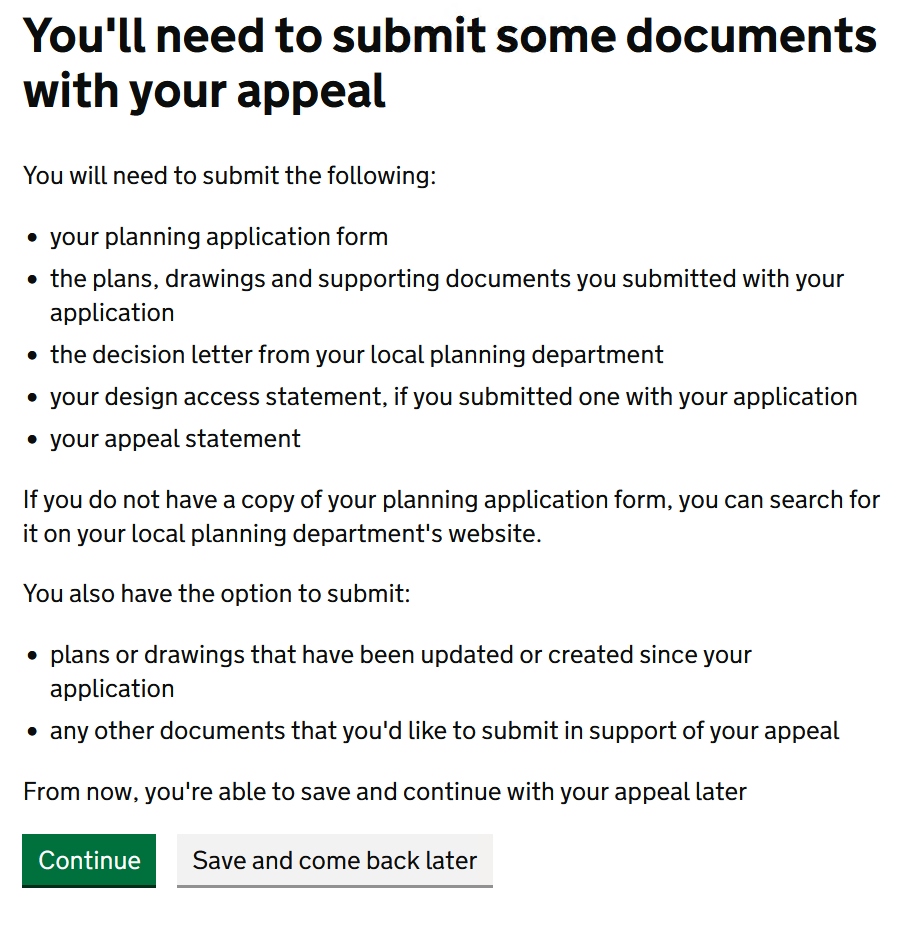 You'll need to submit some documents
with your appeal
You will need to submit the following:
• your planning application form
• the plans, drawings and supporting documents you submitted with your
application
• the decision letter from your local planning department
• your design access statement, if you submitted one with your application
• your appeal statement
If you do not have a copy of your planning application form, you can search for
it on your local planning department's website.
You also have the option to submit:
• plans or drawings that have been updated or created since your
application
• any other documents that you'd like to submit in support of your appeal
From now, you're able to save and continue with your appeal later
Continue
Save and come back later